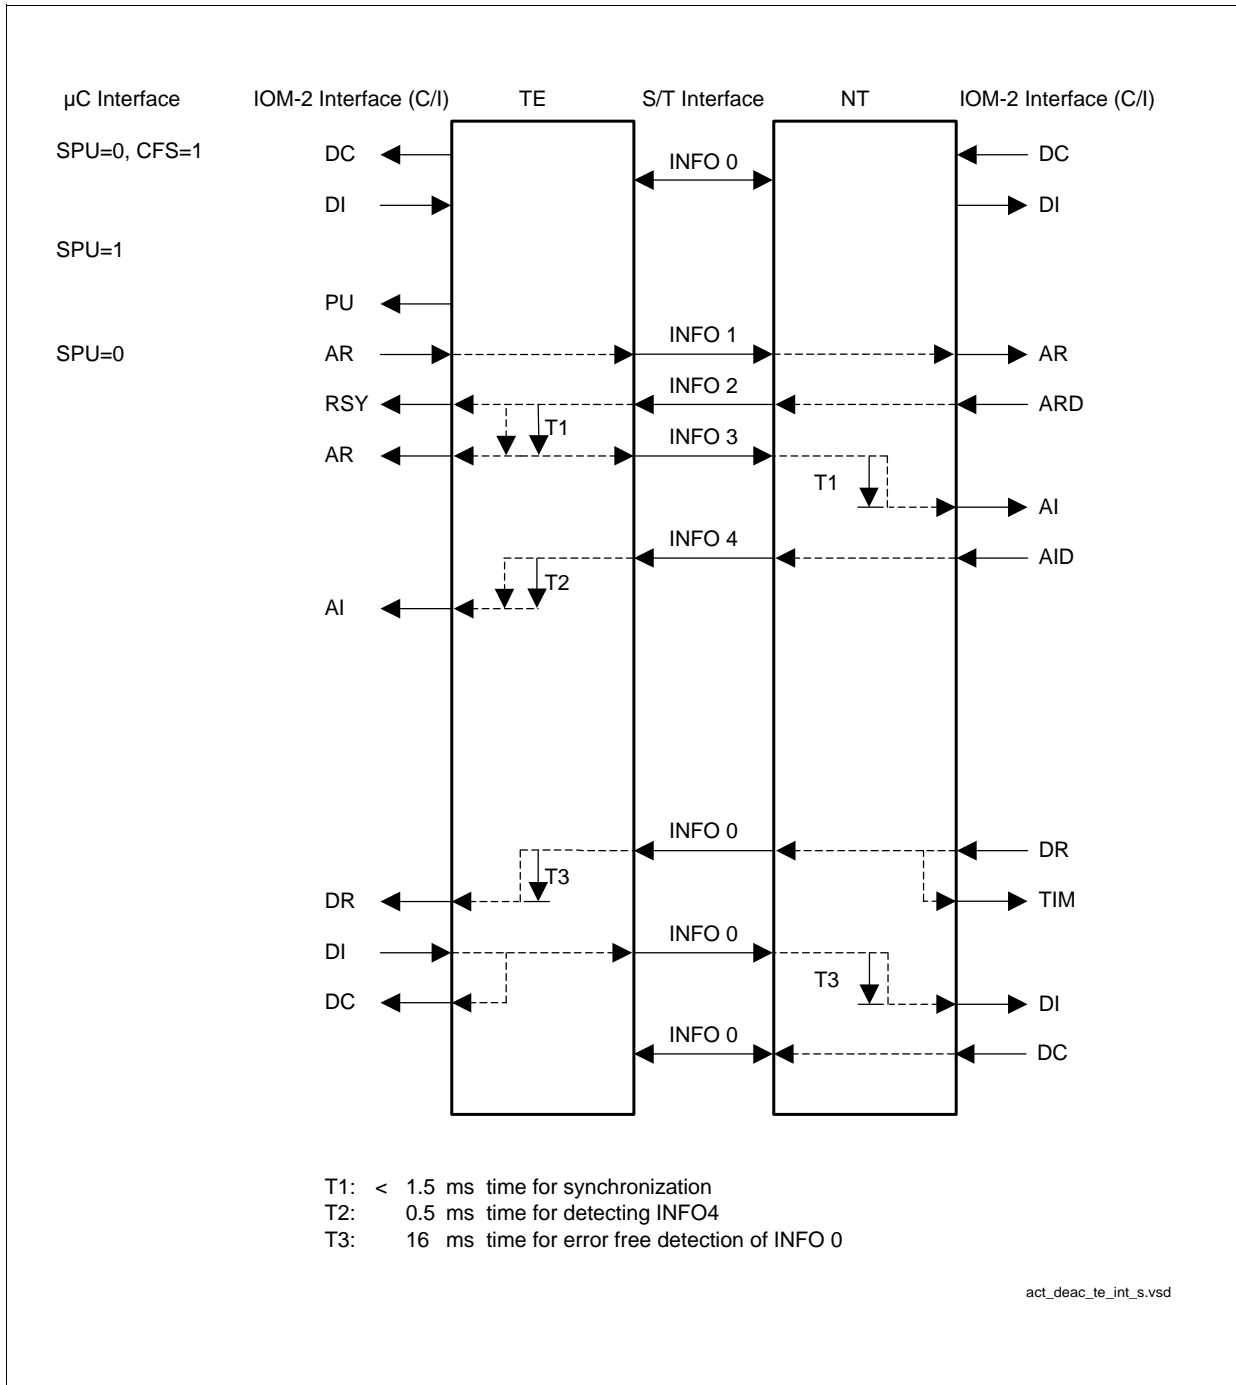 µC Interface IOM-2 Interface (C/I) TE S/T Interface NT IOM-2 Interface (C/I)
SPU=0, CFS=1 DC INFO 0 DC
DI DI
SPU=1
PU
SPU=0 AR INFO 1 AR
RSY INFO 2 ARD
T1
AR INFO 3
T1
AI
INFO 4 AID
T2
AI
INFO 0 DR
T3
DR TIM
DI INFO 0
T3
DC DI
INFO 0 DC
T1: < 1.5 ms time for synchronization
T2: 0.5 ms time for detecting INFO4
T3: 16 ms time for error free detection of INFO 0
act_deac_te_int_s.vsd